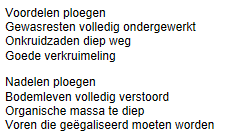 Voordelen ploegen
Gewasresten volledig ondergewerkt
Onkruidzaden diep weg
Goede verkruimeling
Nadelen ploegen
Bodemleven volledig verstoord
Organische massa te diep
Voren die geëgaliseerd moeten worden